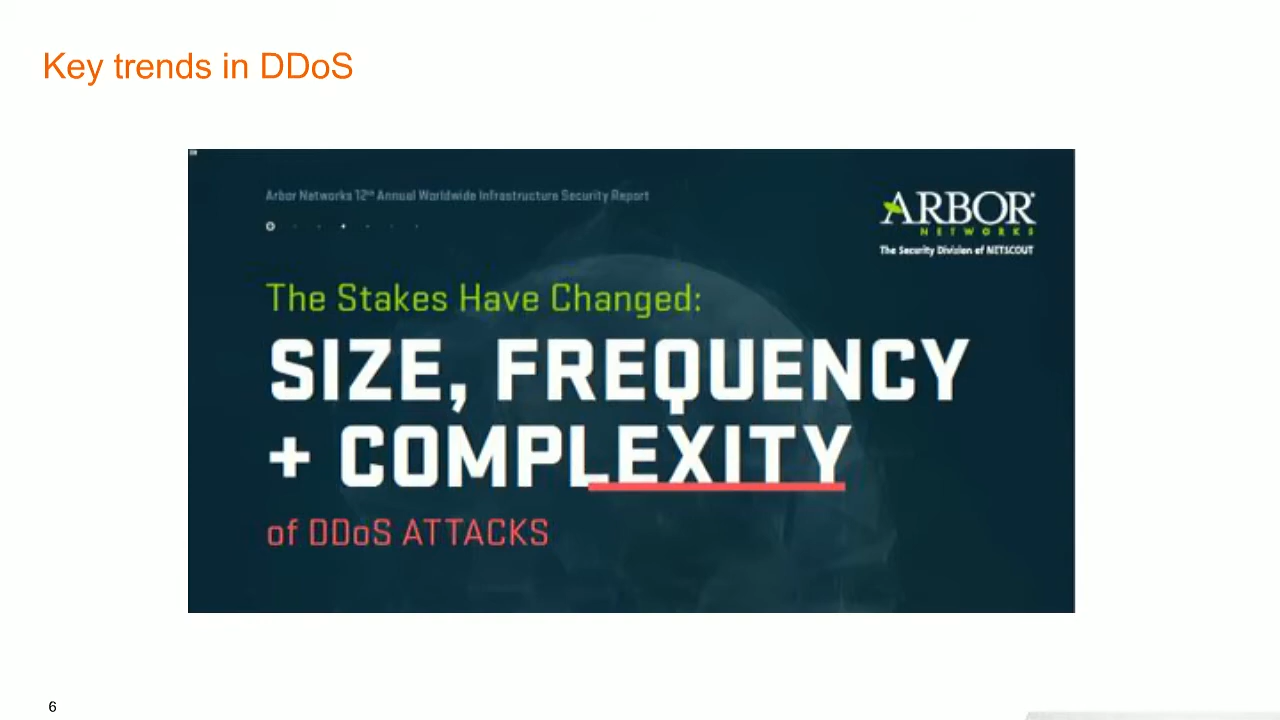 Key trends in DDoS
Arbor Networks 12th Annual Worldwide Infrastructure Security Report
ARBOR
NETWORKS
The Security Division of NETSCOUT
The Stakes Have Changed:
SIZE, FREQUENCY
+ COMPLEXITY
of DDoS ATTACKS
6